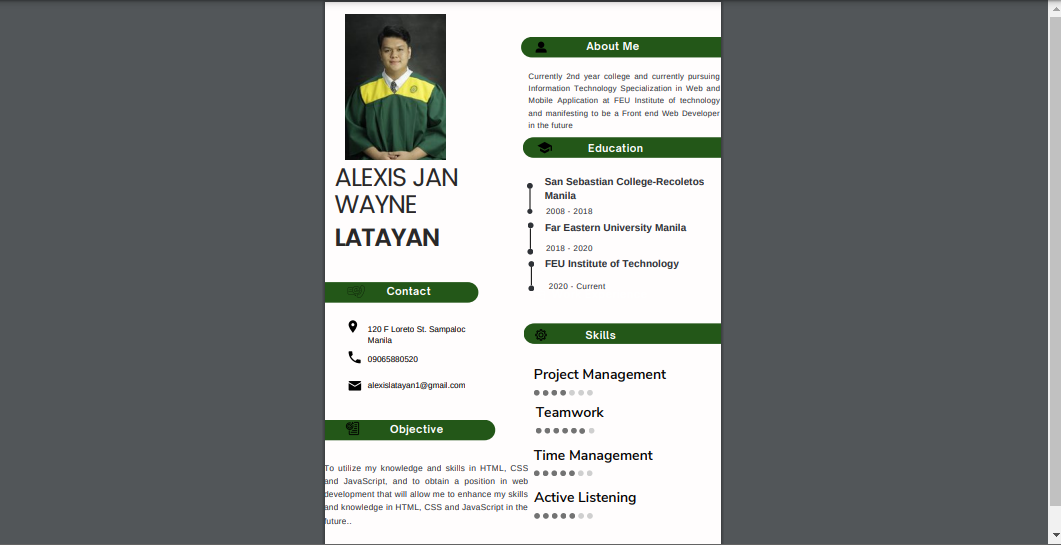 ALEXIS JAN
WAYNE
LATAYAN
Contact
120 F Loreto St. Sampaloc
Manila
09065880520
alexislatayan1@gmail.com
Objective
To utilize my knowledge and skills in HTML, CSS
and JavaScript, and to obtain a position in web
development that will allow me to enhance my skills
and knowledge in HTML, CSS and JavaScript in the
future..
About Me
Currently 2nd year college and currently pursuing
Information Technology Specialization in Web and
Mobile Application at FEU Institute of technology
and manifesting to be a Front end Web Developer
in the future
Education
San Sebastian College-Recoletos
Manila
2008 - 2018
Far Eastern University Manila
2018 - 2020
FEU Institute of Technology
2020 - Current
Skills
Project Management
Teamwork
Time Management
Active Listening